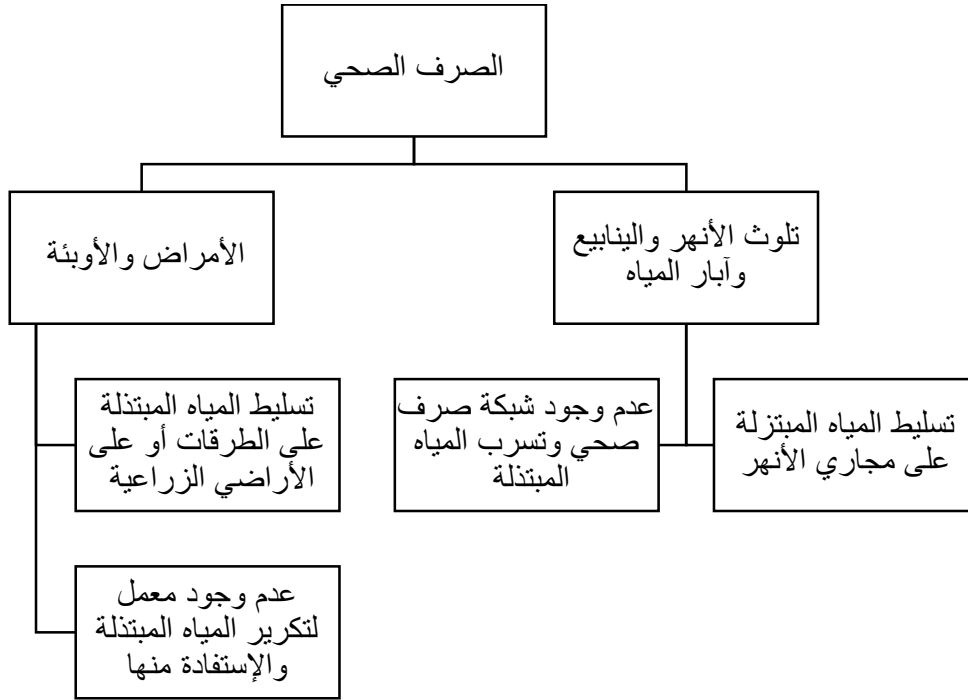 الصرف الصحي
تلوث الأنهر والينابيع
وآبار المياه
تسليط المياه المبتزلة
على مجاري الأنهر
عدم وجود شبكة صرف
صحي وتسرب المياه
المبتذلة
الأمراض والأوبئة
تسليط المياه المبتذلة
على الطرقات أو على
الأراضي الزراعية
عدم وجود معمل
لتكرير المياه المبتذلة
والإستفادة منها